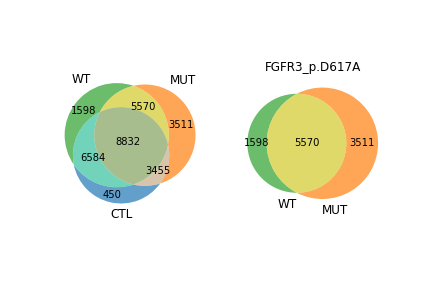 WT
MUT
1598
5570
3511
8832
6584
3455
450
CTL
FGFR3_p.D617A
1598
5570
3511
WT
MUT